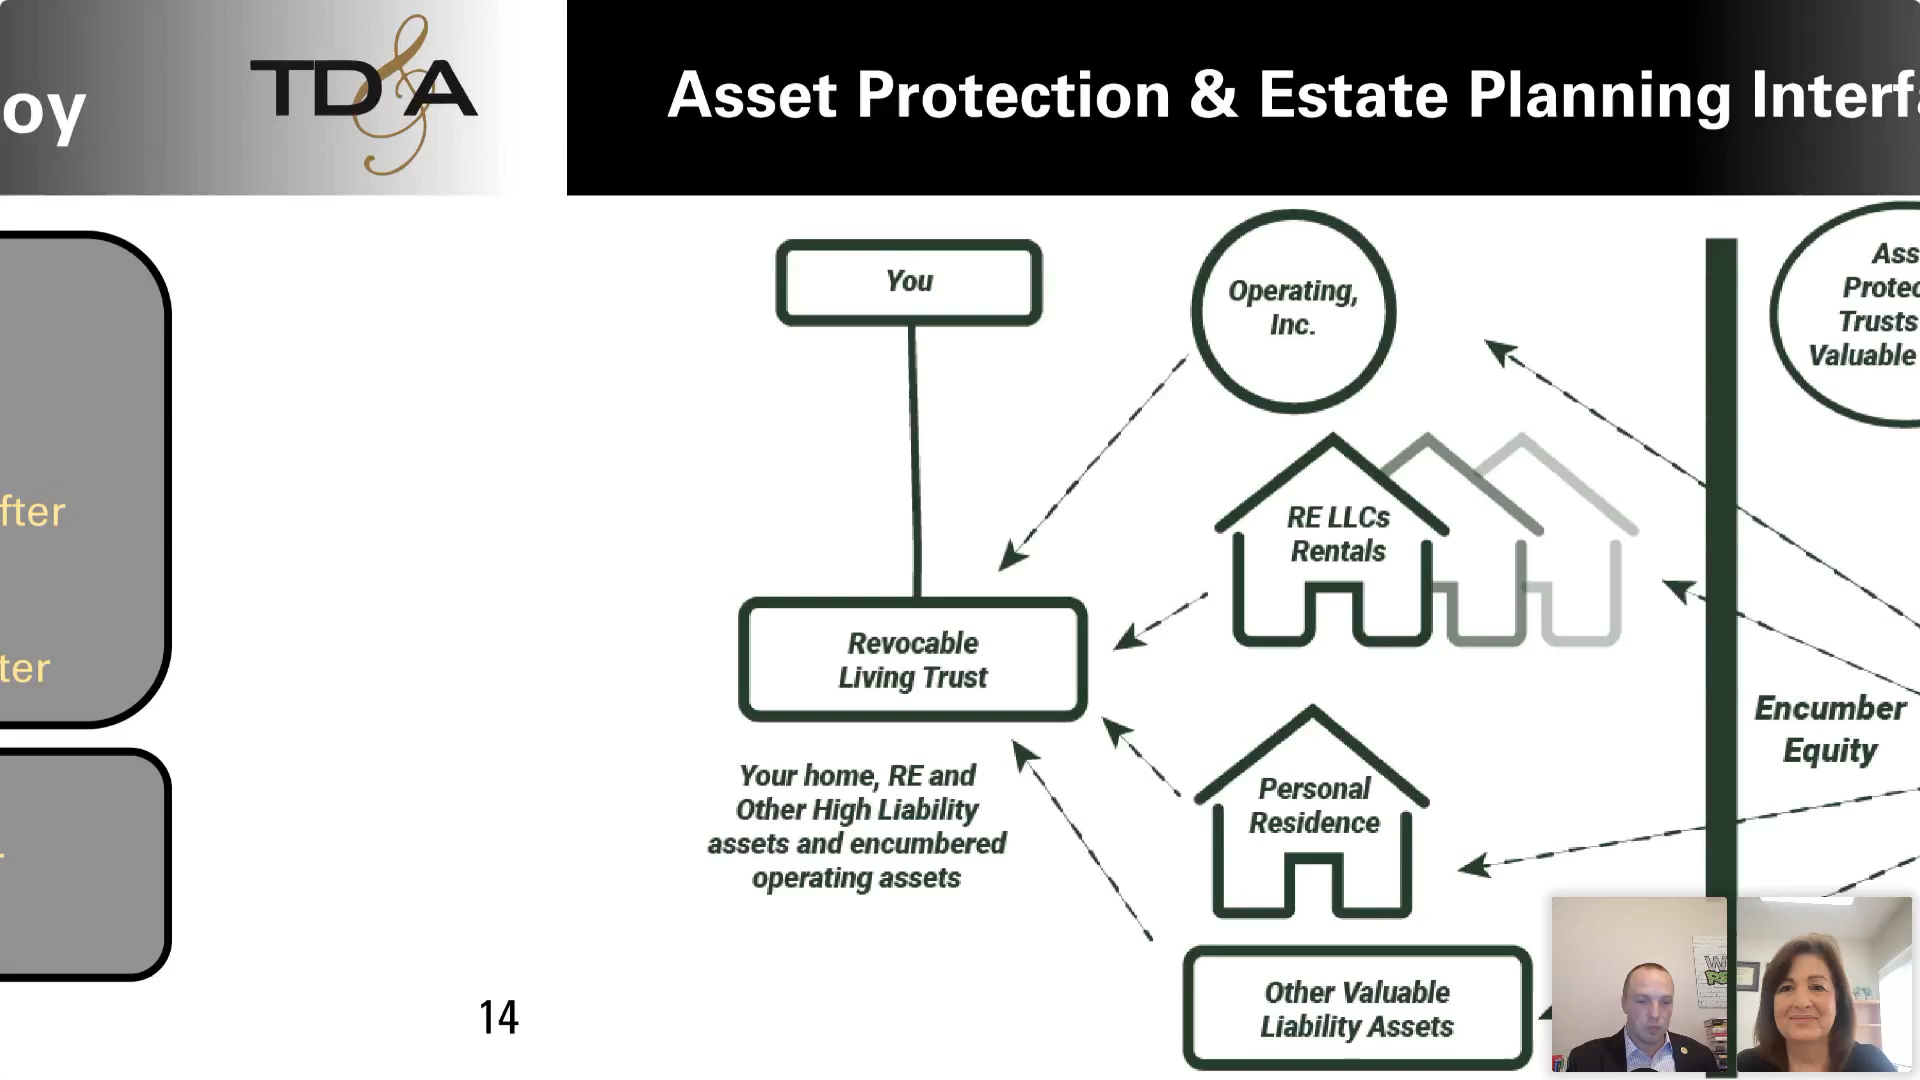 oy
TD&A
fter
ter
14
Asset Protection & Estate Planning Interfa
You
Operating,
Inc.
RE LLCs
Rentals
Revocable
Living Trust
Your home, RE and
Other High Liability
assets and encumbered
operating assets
Personal
Residence
Other Valuable
Liability Assets
Ass
Protec
Trusts
Valuable
Encumber
Equity